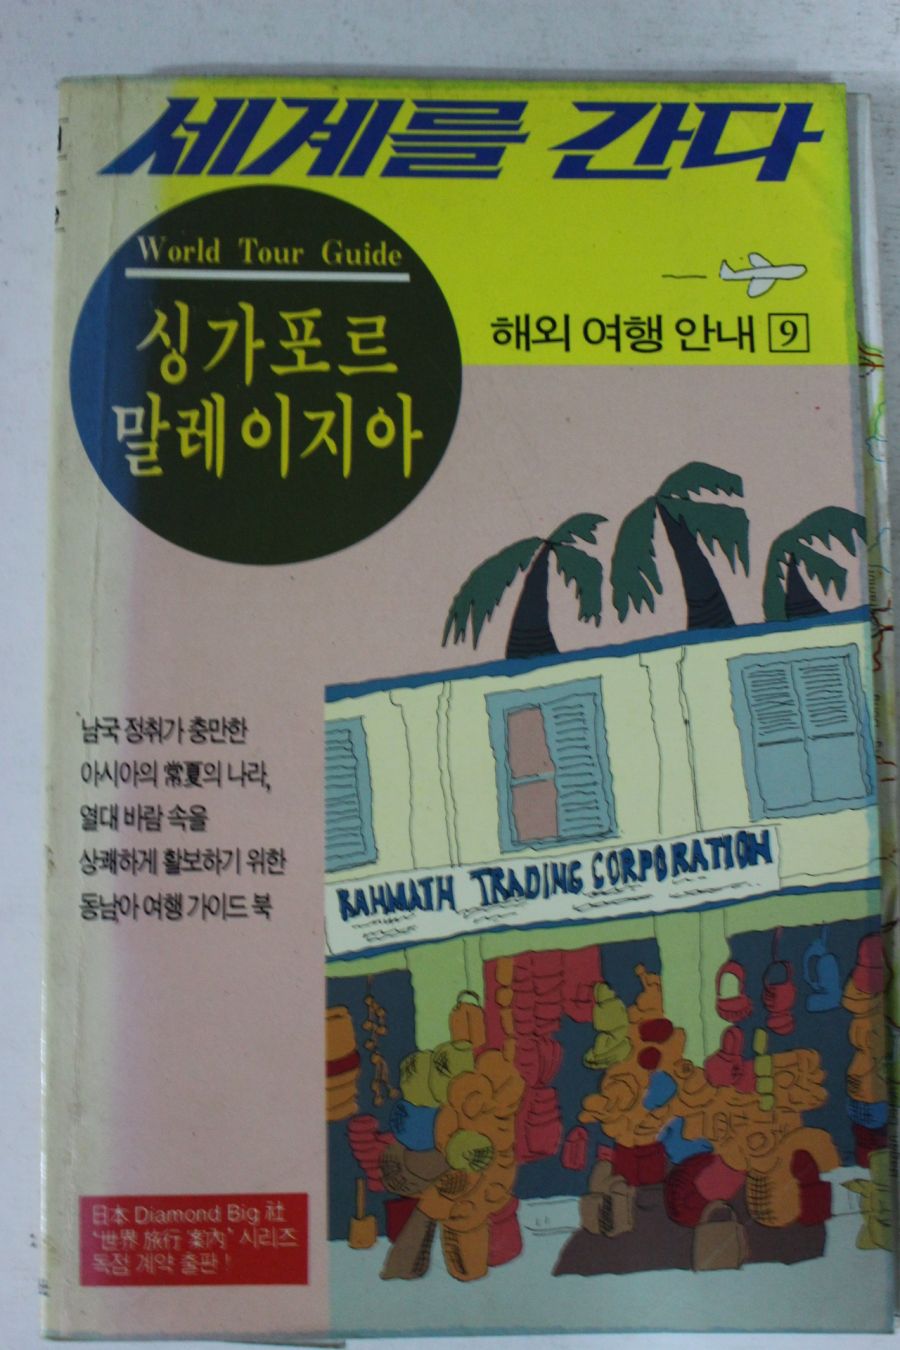 세계를 간다
World Tour Guide
싱가포르
말레이지아
해외 여행 안내 9
남국 정취가 충만한
아시아의 常夏의 나라,
열대 바람 속을
상쾌하게 활보하기 위한
동남아 여행 가이드 북
RAHMATH TRADING CORPORATION
日本 Diamond Big 社
"世界 旅行 案内" 시리즈
독점 계약 출판!